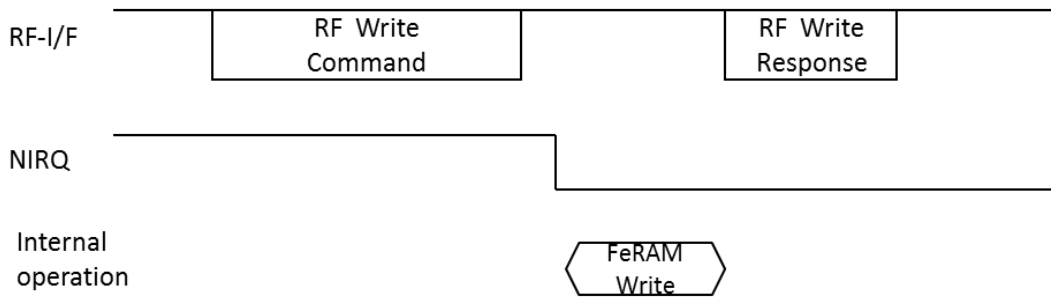 RF-I/F
RF Write
Command
RF Write
Response
NIRQ
Internal
operation
FeRAM
Write